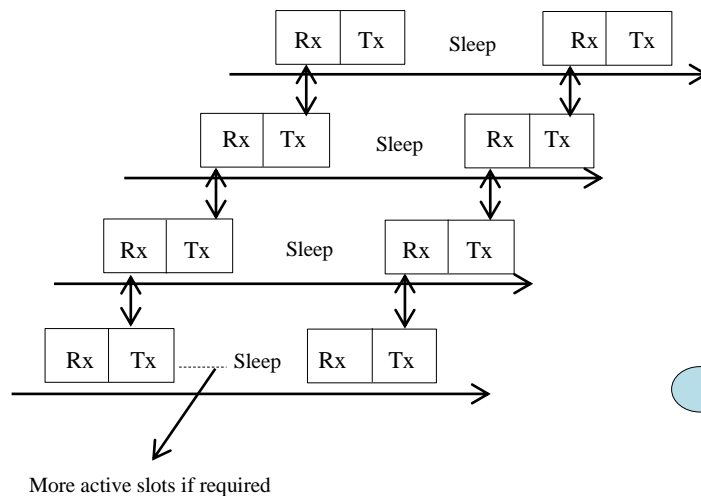 Rx Tx Sleep Rx Tx
Rx Tx Sleep Rx Tx
Rx Tx Sleep Rx Tx
Rx Tx Sleep Rx Tx
More active slots if required